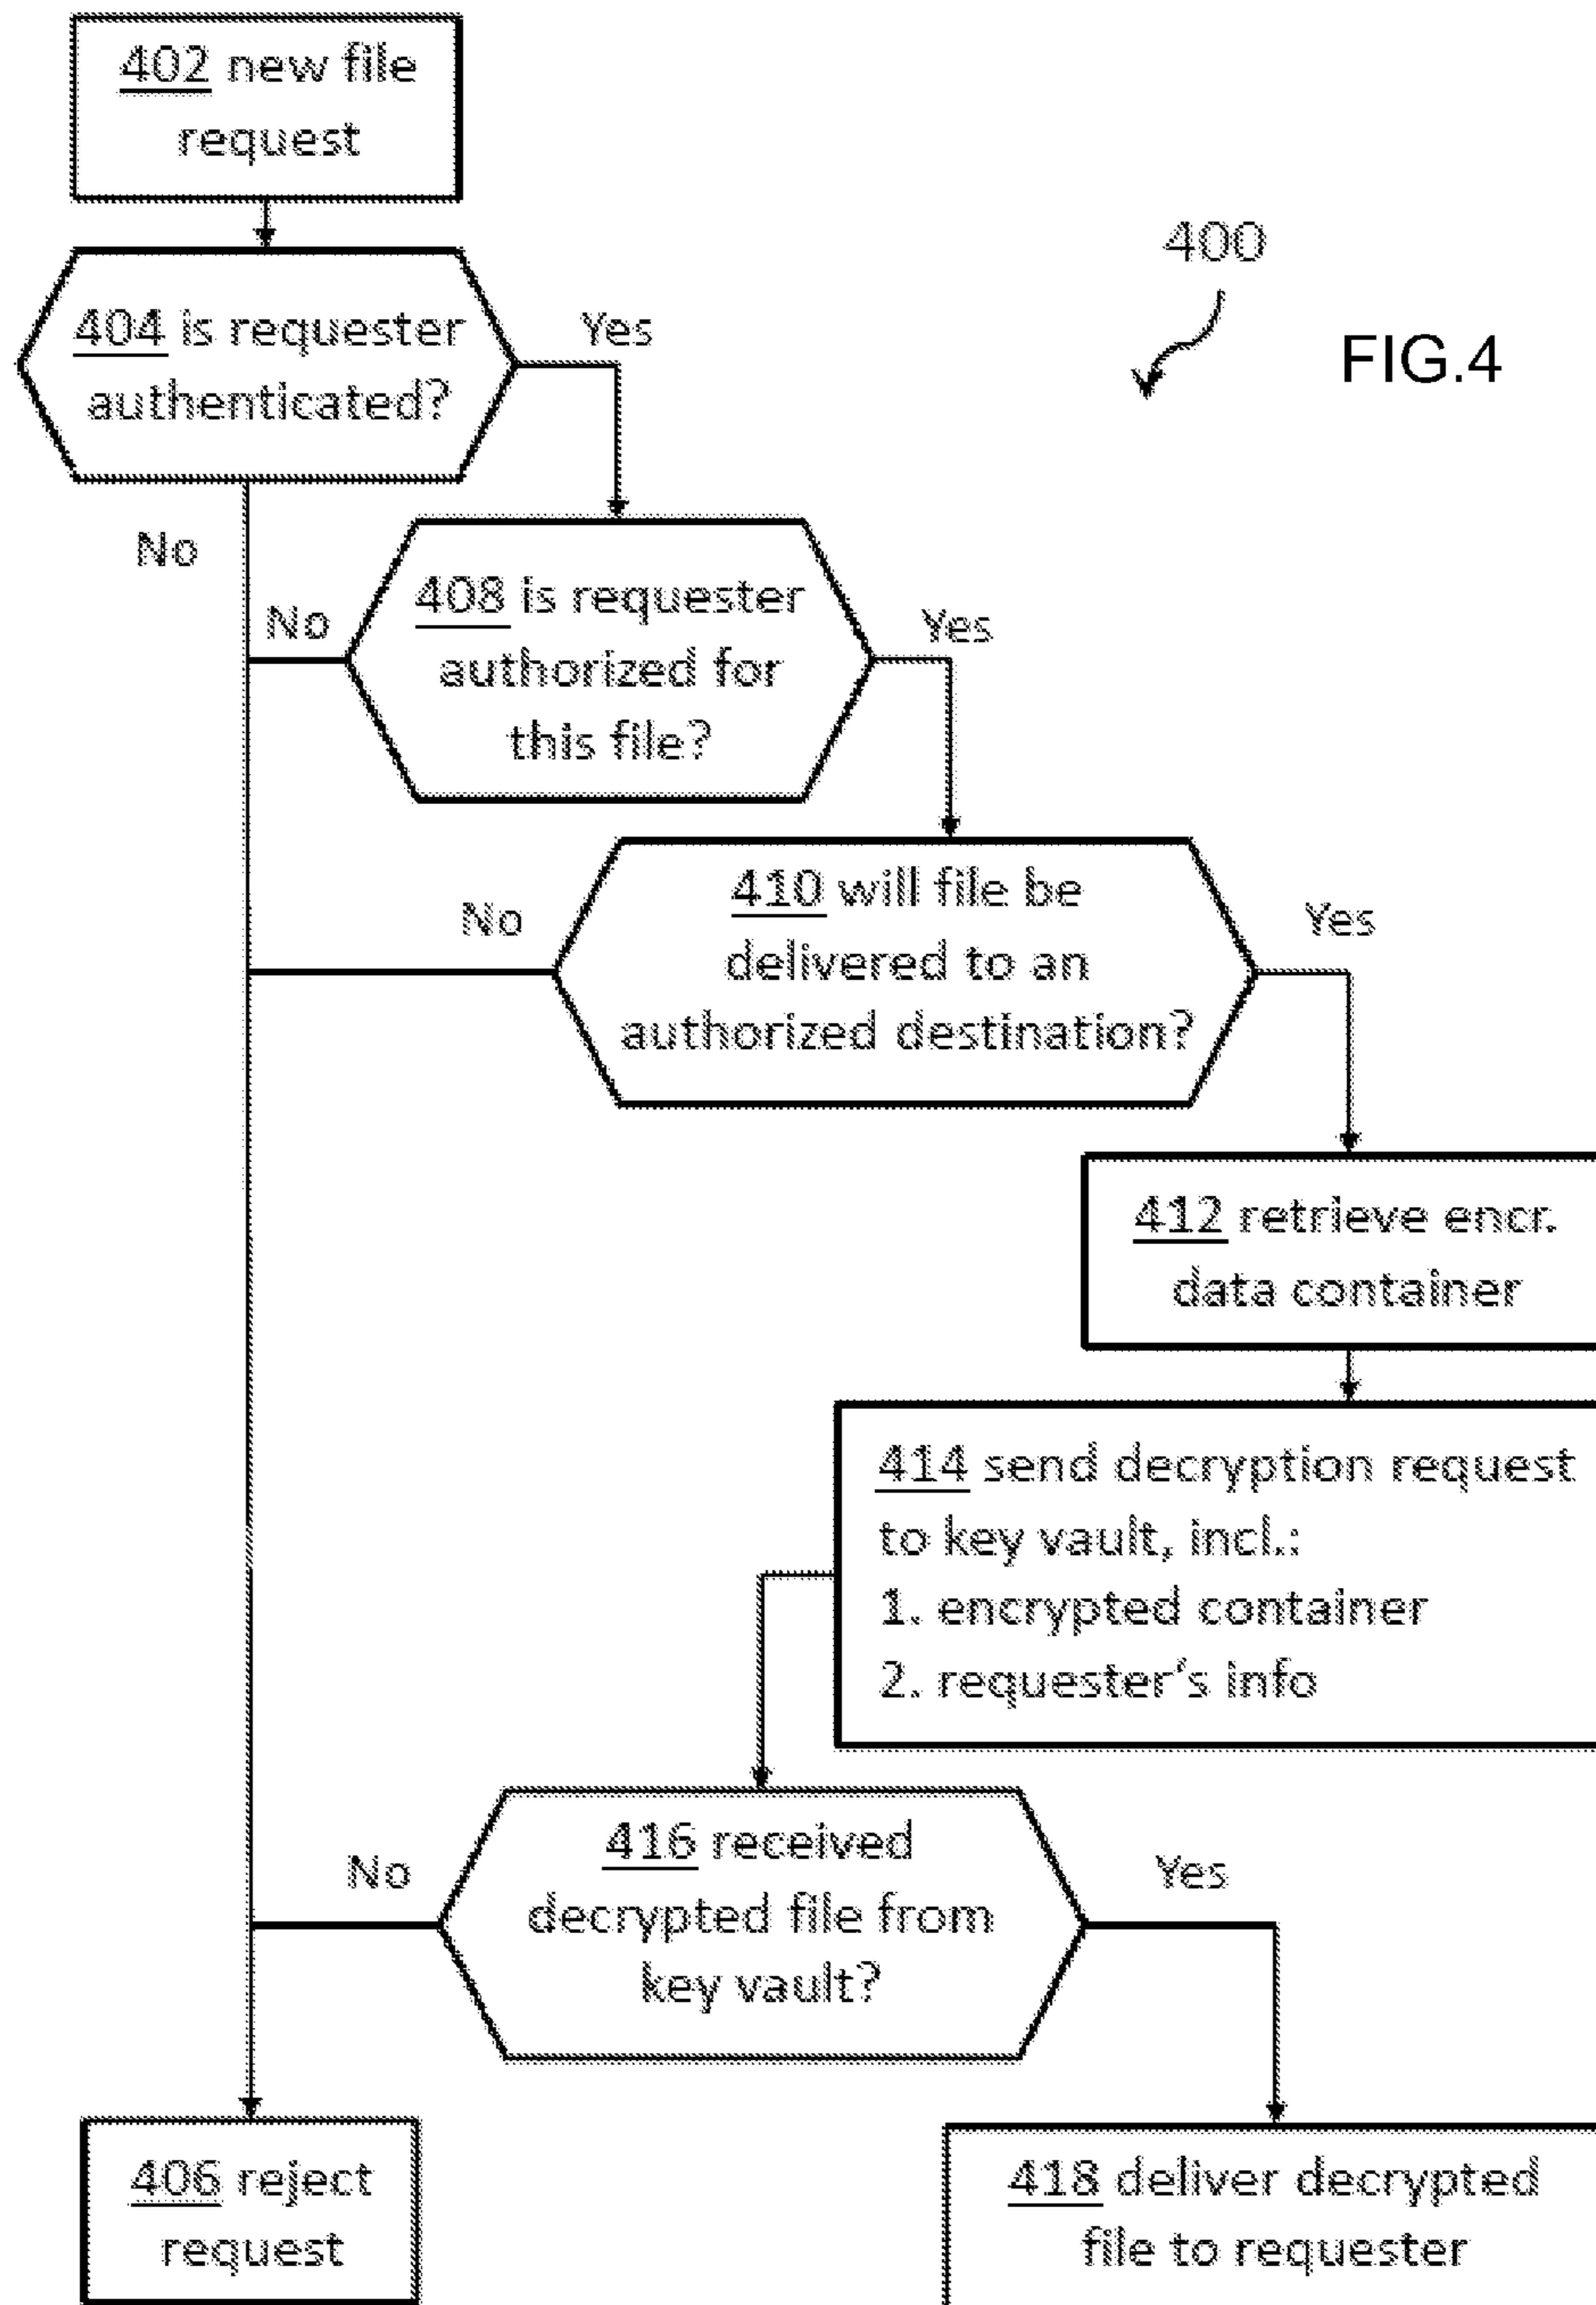 402 new file
request
400
FIG.4
404 is requester
authenticated?
Yes
No
408 is requester
authorized for
this file?
No
Yes
410 will file be
delivered to an
authorized destination?
No
Yes
412 retrieve encr.
data container
414 send decryption request
to key vault, incl.:
1. encrypted container
2. requester's info
416 received
decrypted file from
key vault?
No
Yes
406 reject
request
418 deliver decrypted
file to requester